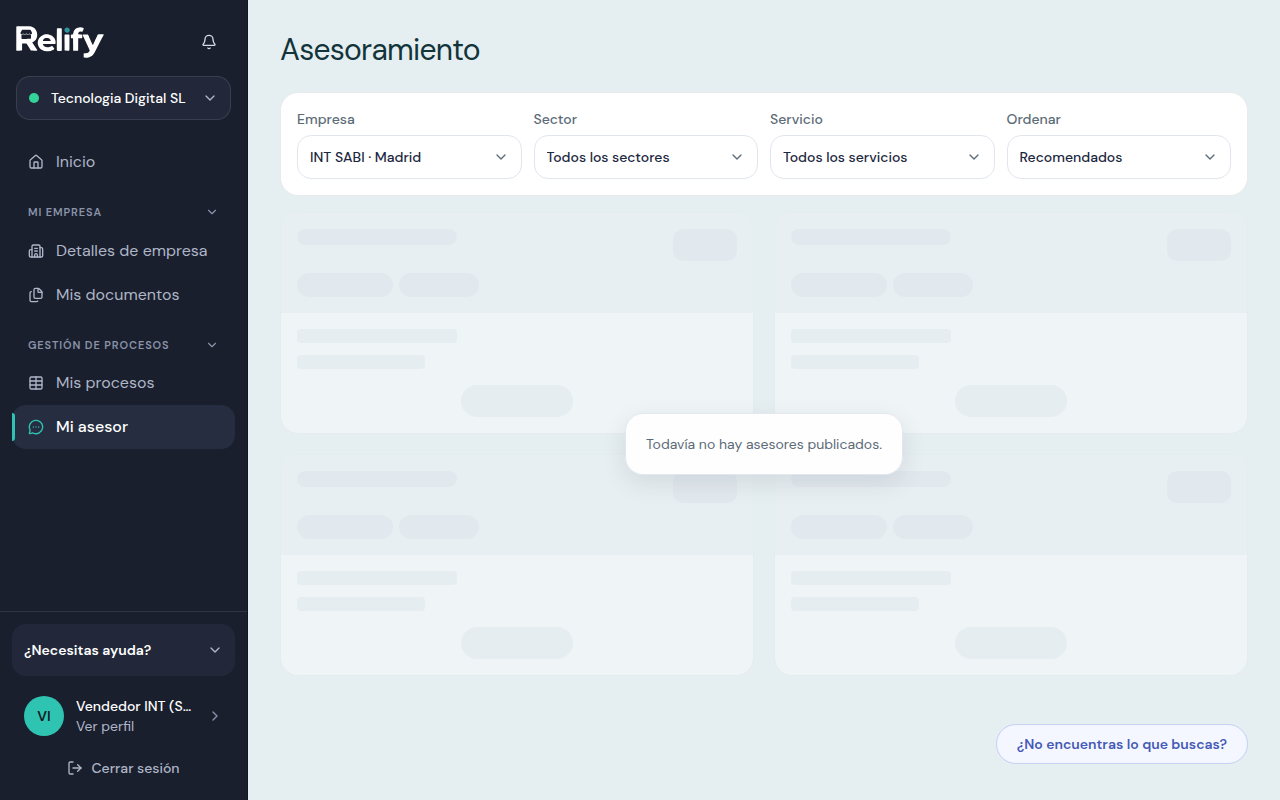 Relify
Tecnologia Digital SL
Inicio
MI EMPRESA
Detalles de empresa
Mis documentos
GESTIÓN DE PROCESOS
Mis procesos
Mi asesor
¿Necesitas ayuda?
VI
Vendedor INT (S...
Ver perfil
Cerrar sesión
Asesoramiento
Empresa
Sector
Servicio
Ordenar
INT SABI · Madrid
Todos los sectores
Todos los servicios
Recomendados
Todavía no hay asesores publicados.
¿No encuentras lo que buscas?